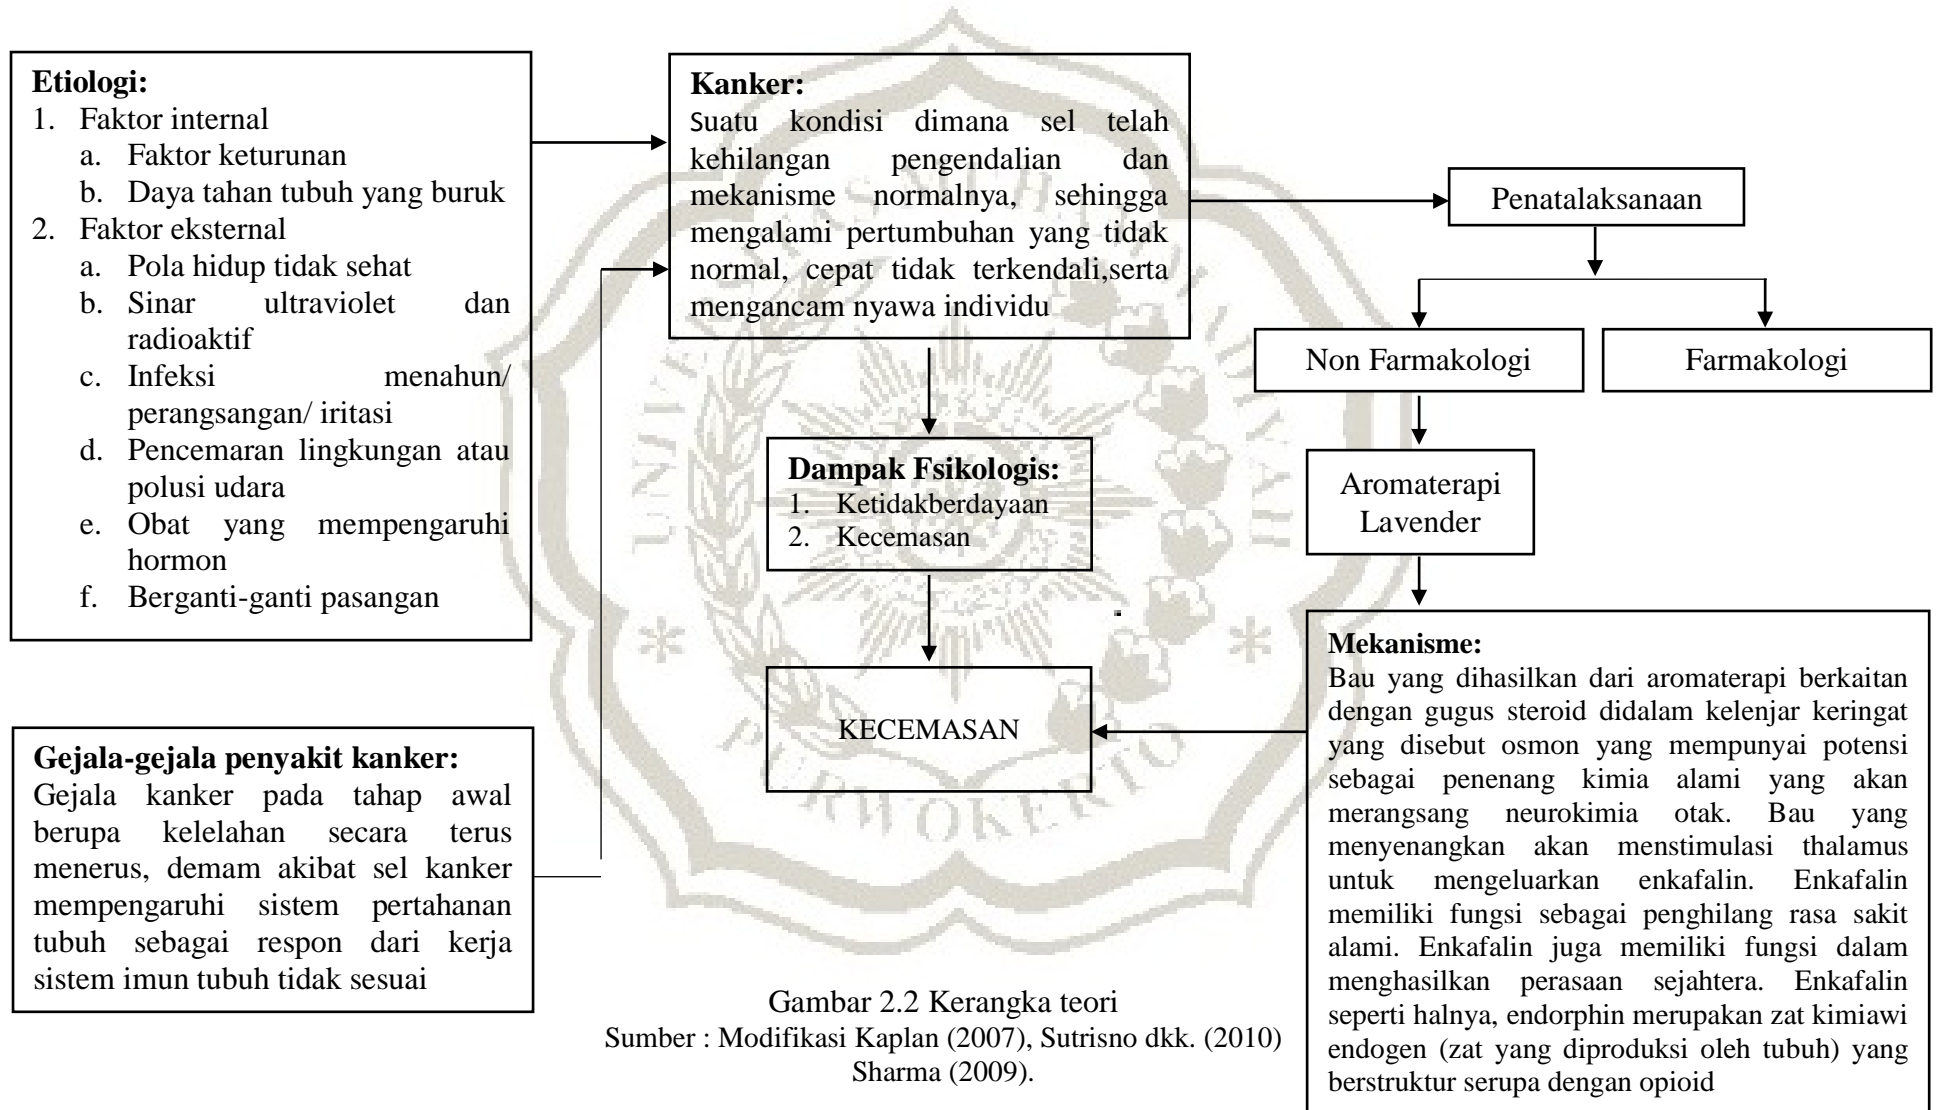 Etiologi:
1. Faktor internal
a. Faktor keturunan
b. Daya tahan tubuh yang buruk
2. Faktor eksternal
a. Pola hidup tidak sehat
b. Sinar ultraviolet dan
radioaktif
c. Infeksi menahun/
perangsangan/ iritasi
d. Pencemaran lingkungan atau
polusi udara
e. Obat yang mempengaruhi
hormon
f. Berganti-ganti pasangan
Gejala-gejala penyakit kanker:
Gejala kanker pada tahap awal
berupa kelelahan secara terus
menerus, demam akibat sel kanker
mempengaruhi sistem pertahanan
tubuh sebagai respon dari kerja
sistem imun tubuh tidak sesuai
Kanker:
Suatu kondisi dimana sel telah
kehilangan pengendalian dan
mekanisme normalnya, sehingga
mengalami pertumbuhan yang tidak
normal, cepat tidak terkendali,serta
mengancam nyawa individu
Dampak Fsikologis:
1. Ketidakberdayaan
2. Kecemasan
KECEMASAN
Penatalaksanaan
Non Farmakologi
Farmakologi
Aromaterapi
Lavender
Mekanisme:
Bau yang dihasilkan dari aromaterapi berkaitan
dengan gugus steroid didalam kelenjar keringat
yang disebut osmon yang mempunyai potensi
sebagai penenang kimia alami yang akan
merangsang neurokimia otak. Bau yang
menyenangkan akan menstimulasi thalamus
untuk mengeluarkan enkafalin. Enkafalin
memiliki fungsi sebagai penghilang rasa sakit
alami. Enkafalin juga memiliki fungsi dalam
menghasilkan perasaan sejahtera. Enkafalin
seperti halnya, endorphin merupakan zat kimiawi
endogen (zat yang diproduksi oleh tubuh) yang
berstruktur serupa dengan opioid
Gambar 2.2 Kerangka teori
Sumber : Modifikasi Kaplan (2007), Sutrisno dkk. (2010)
Sharma (2009).
PURWOKERTO